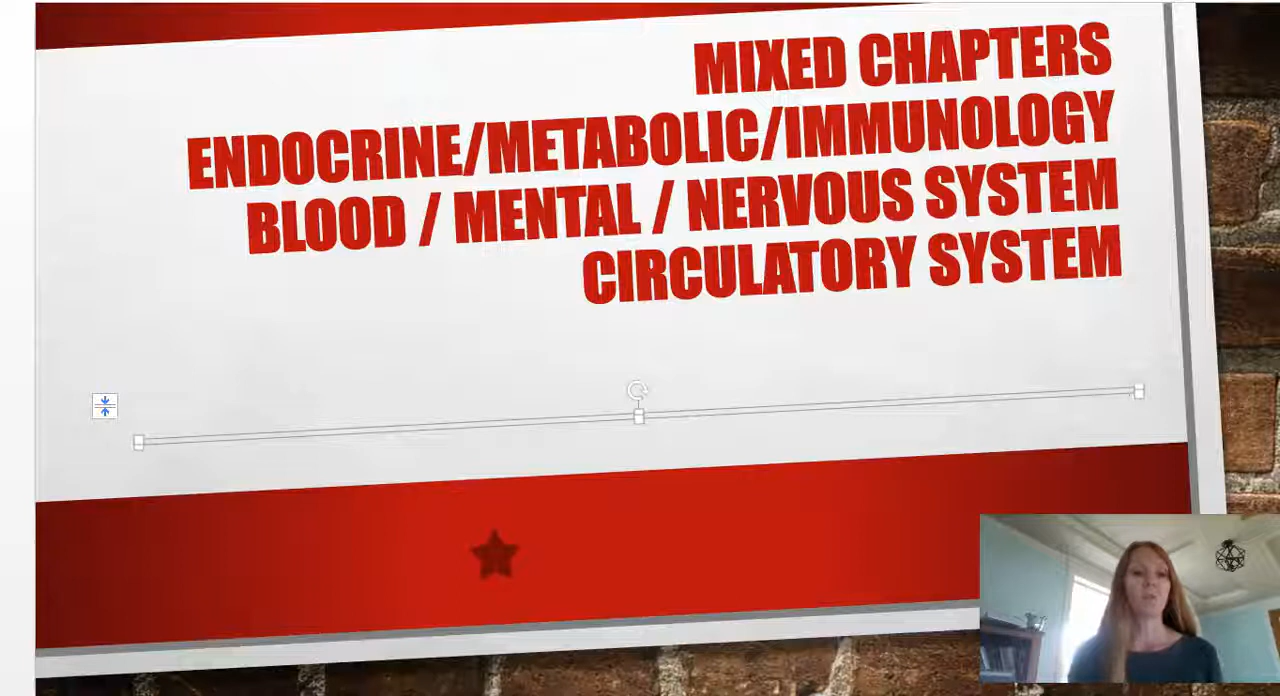 MIXED CHAPTERS
ENDOCRINE/METABOLIC/IMMUNOLOGY
BLOOD / MENTAL / NERVOUS SYSTEM
CIRCULATORY SYSTEM